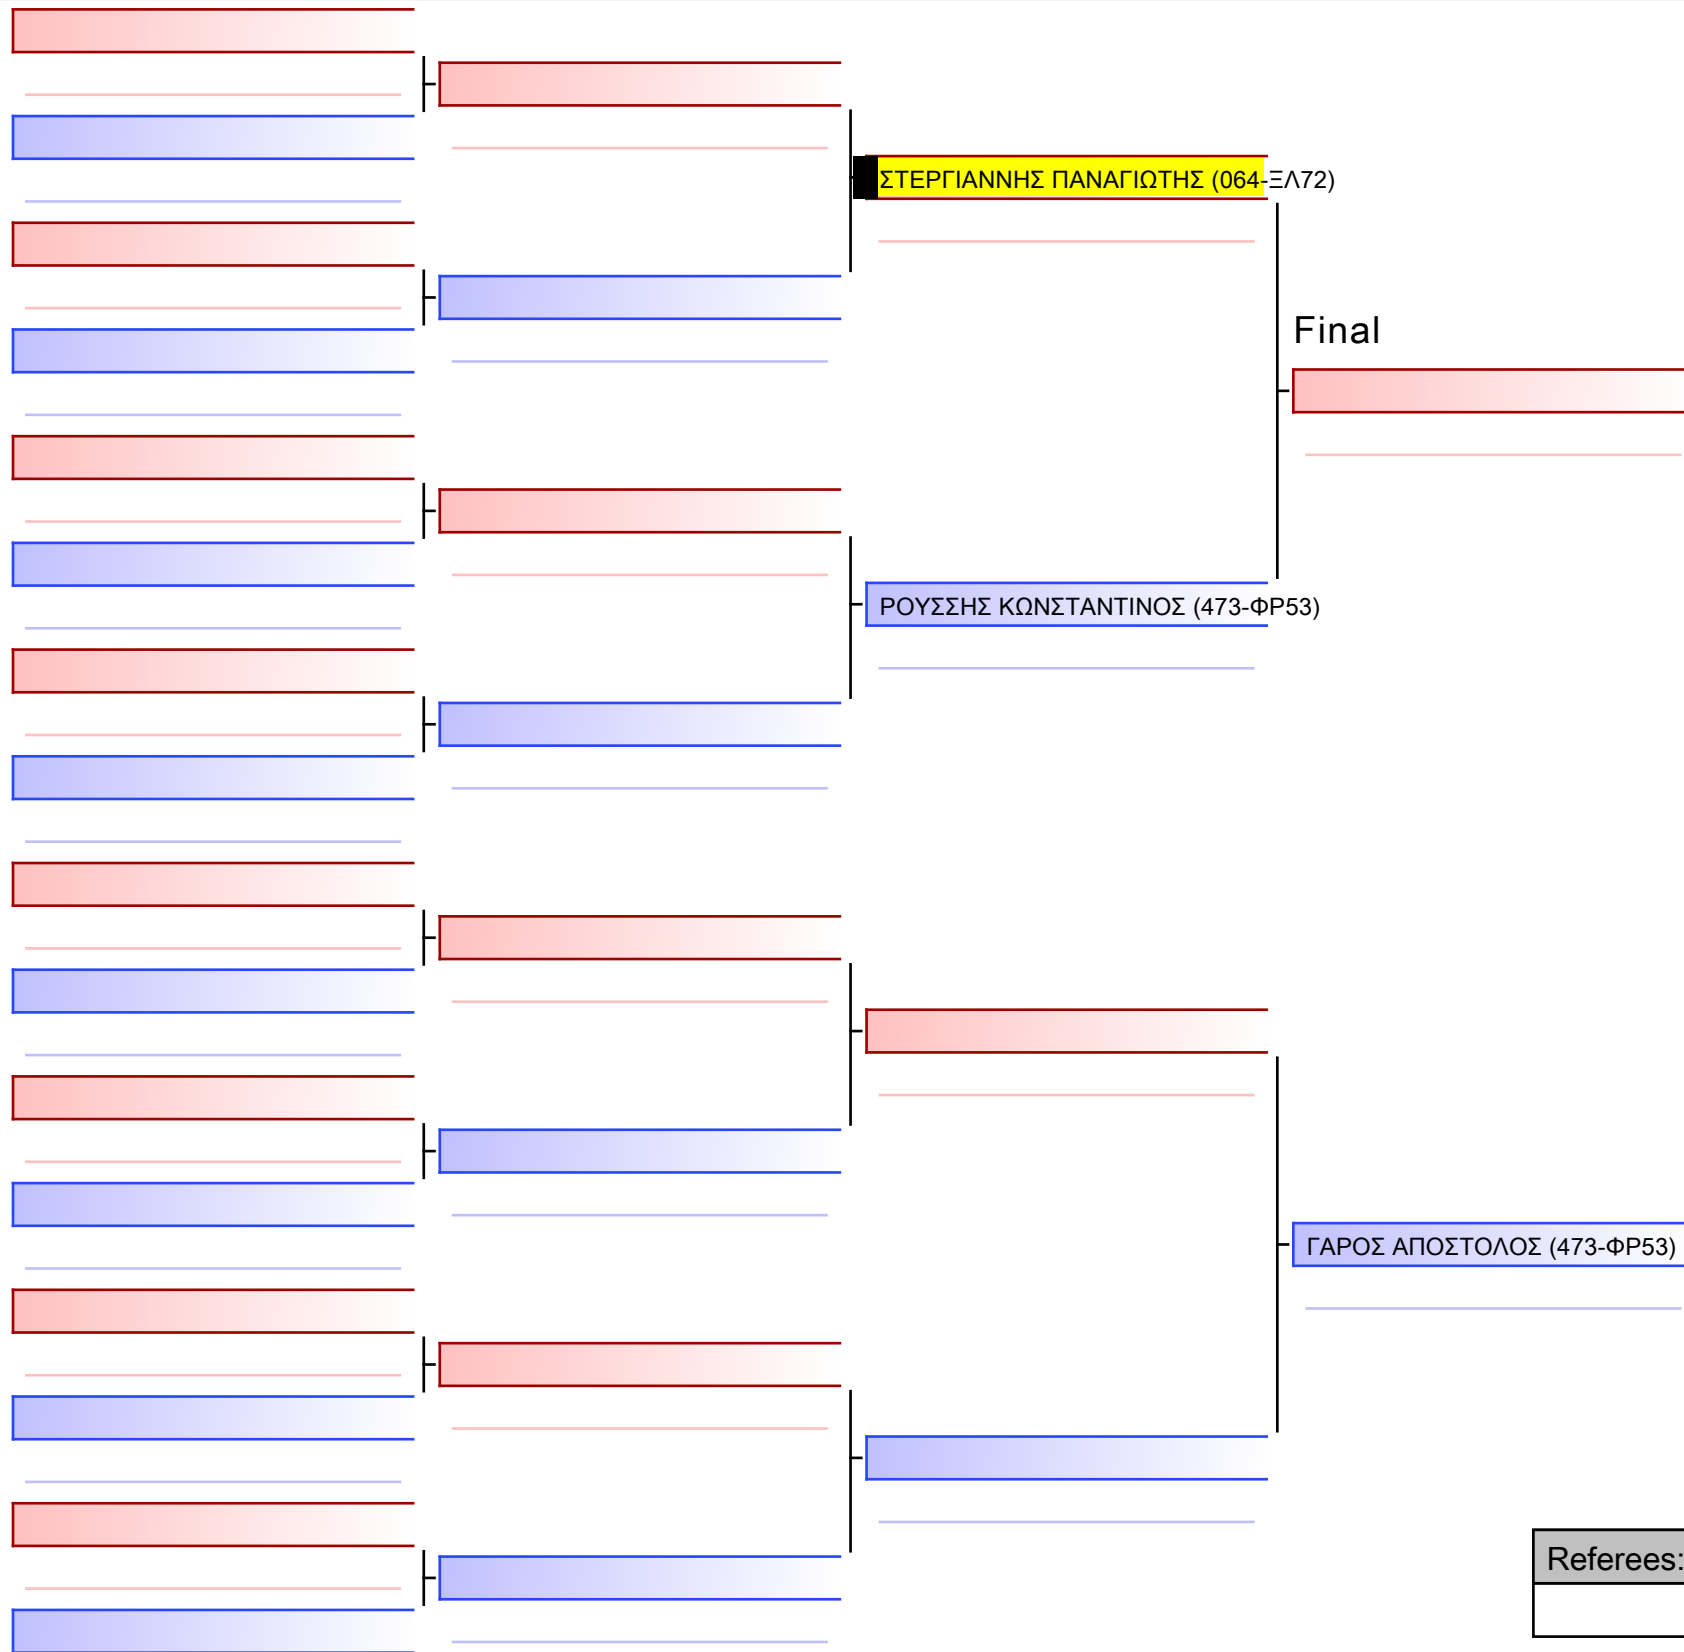 ΣΤΕΡΓΙΑΝΝΗΣ ΠΑΝΑΓΙΩΤΗΣ (064-ΞΛ72)
Final
ΡΟΥΣΣΗΣ ΚΩΝΣΤΑΝΤΙΝΟΣ (473-ΦΡ53)
ΓΑΡΟΣ ΑΠΟΣΤΟΛΟΣ (473-ΦΡ53)
Referees: